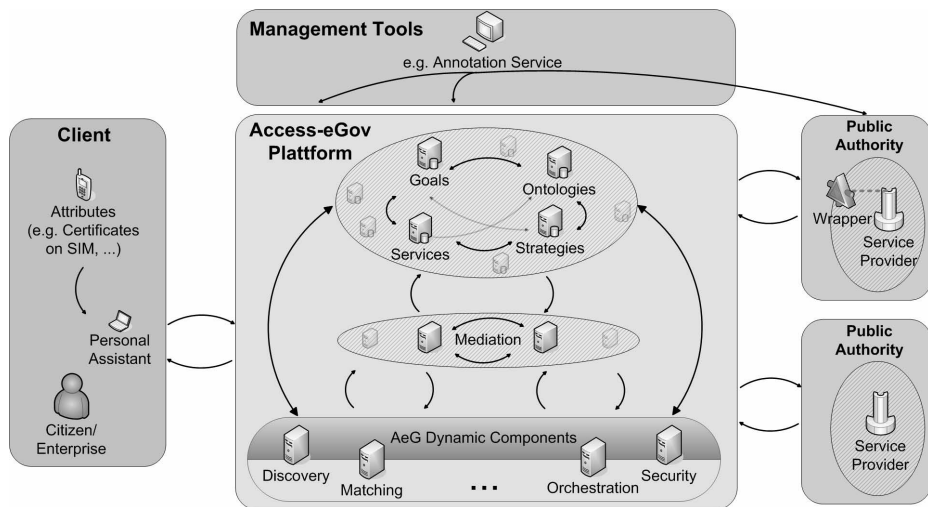 Management Tools
e.g. Annotation Service
Client
Attributes
(e.g. Certificates
on SIM, ...)
Personal
Assistant
Citizen/
Enterprise
Access-eGov
Plattform
Goals
Ontologies
Services
Strategies
Mediation
AeG Dynamic Components
Discovery
Matching
...
Orchestration
Security
Public
Authority
Wrapper
Service
Provider
Public
Authority
Service
Provider